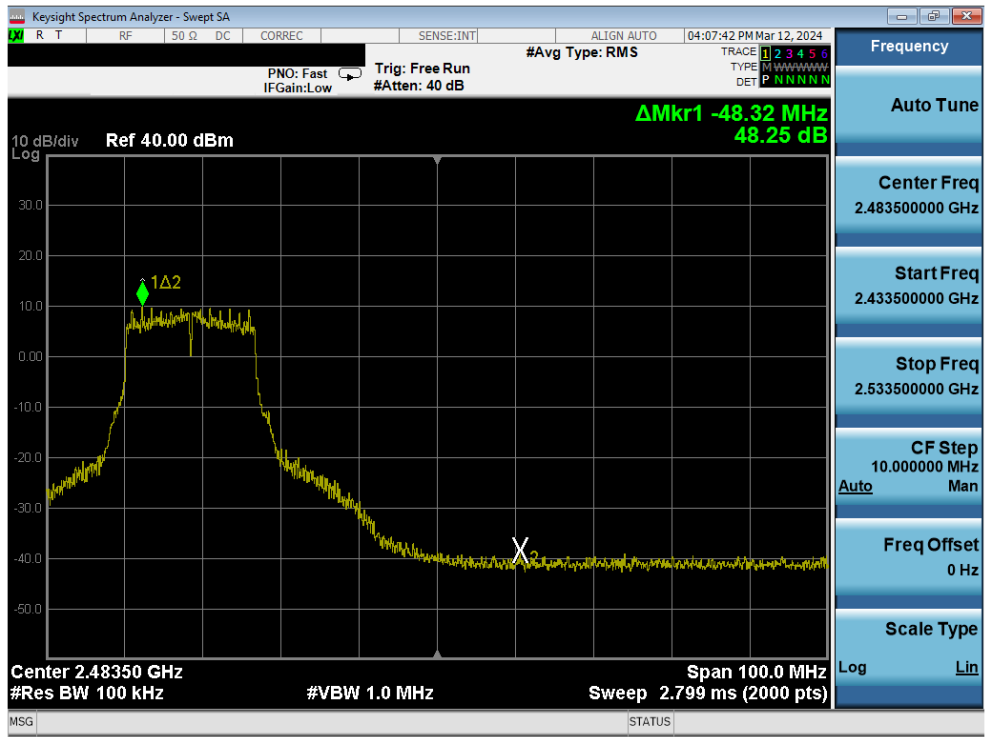 Keysight Spectrum Analyzer - Swept SA
LXI R T RF 50 Ω DC CORREC SENSE:INT ALIGN AUTO 04:07:42 PM Mar 12, 2024
#Avg Type: RMS
TRACE 1 2 3 4 5 6
TYPE M WWWWW
DET P N N N N N
PNO: Fast
IFGain:Low
Trig: Free Run
#Atten: 40 dB
ΔMkr1 -48.32 MHz
48.25 dB
10 dB/div
Log
Ref 40.00 dBm
30.0
20.0
10.0
0.00
-10.0
-20.0
-30.0
-40.0
-50.0
1Δ2
X2
Center 2.48350 GHz
#Res BW 100 kHz
#VBW 1.0 MHz
Span 100.0 MHz
Sweep 2.799 ms (2000 pts)
MSG
STATUS
Frequency
Auto Tune
Center Freq
2.483500000 GHz
Start Freq
2.433500000 GHz
Stop Freq
2.533500000 GHz
CF Step
10.000000 MHz
Auto Man
Freq Offset
0 Hz
Scale Type
Log Lin